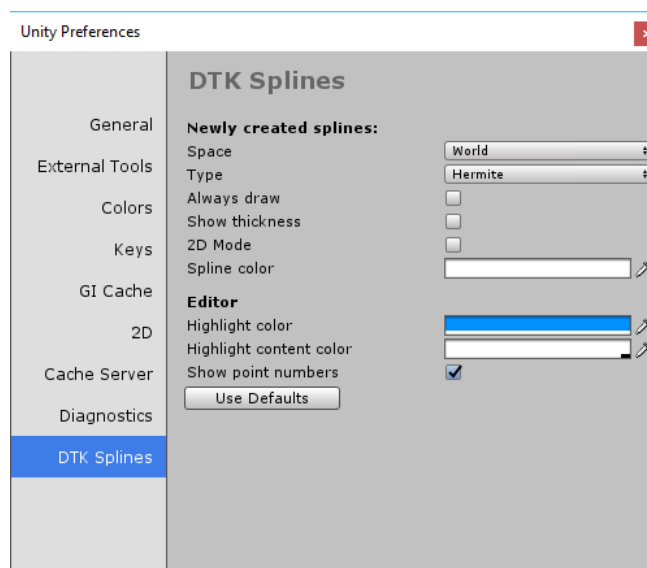 Unity Preferences
DTK Splines
General
External Tools
Colors
Keys
GI Cache
2D
Cache Server
Diagnostics
DTK Splines
Newly created splines:
Space World
Type Hermite
Always draw
Show thickness
2D Mode
Spline color
Editor
Highlight color
Highlight content color
Show point numbers
Use Defaults